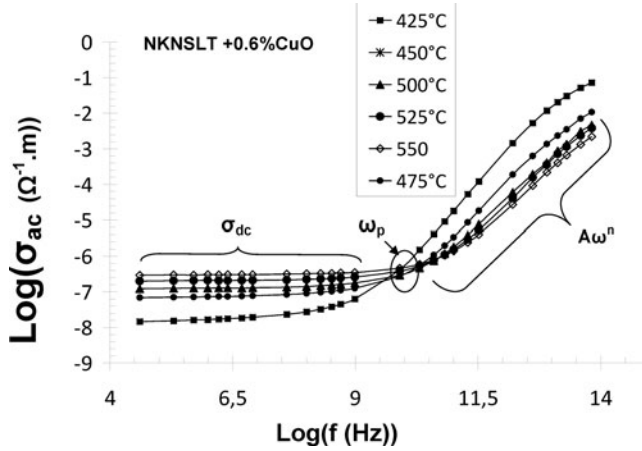 NKNSLT +0.6%CuO
425°C
450°C
500°C
525°C
550
475°C
Log(σac (Ω-1.m)
0
-1
-2
-3
-4
-5
-6
-7
-8
-9
σdc
ωp
Aωn
4
6,5
9
11,5
14
Log(f (Hz))